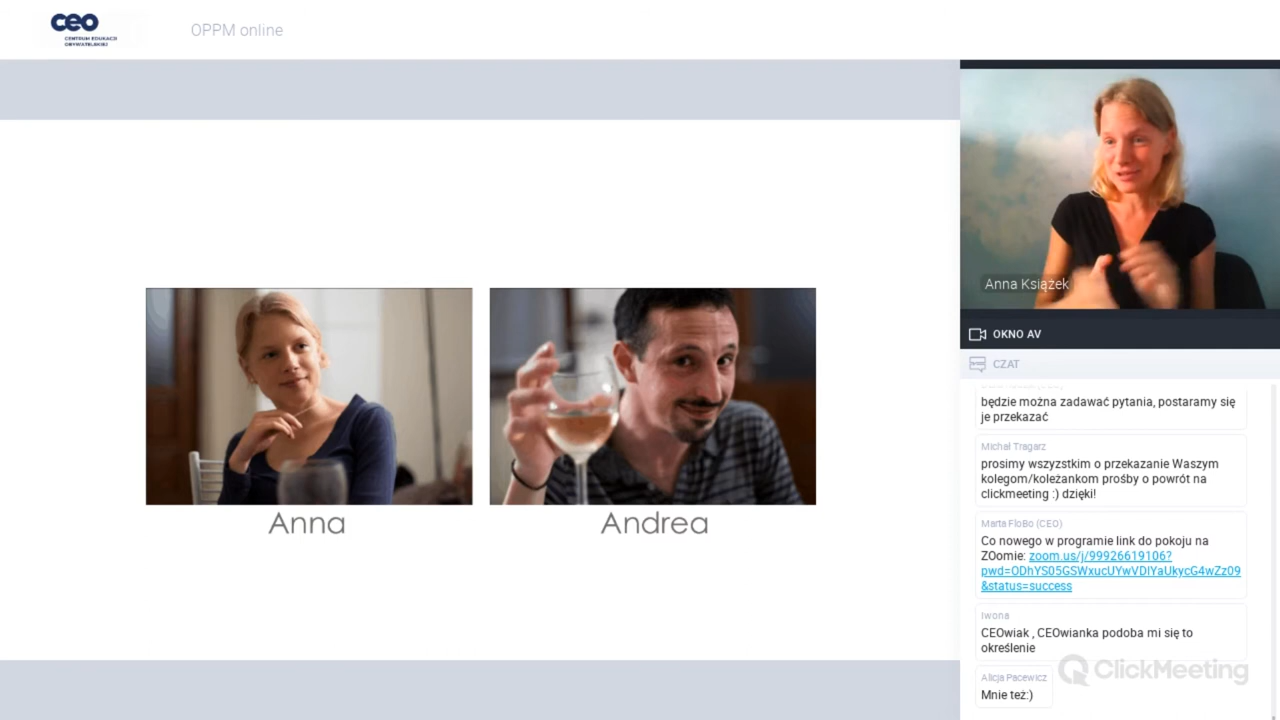 ceo
CENTRUM EDUKACJI
OBYWATELSKIEJ
OPPM online
Anna
Andrea
Anna Książek
OKNO AV
CZAT
będzie można zadawać pytania, postaramy się
je przekazać
Michał Tragarz
prosimy wszyzstkim o przekazanie Waszym
kolegom/koleżankom prośby o powrót na
clickmeeting :) dzięki!
Marta FloBo (CEO)
Co nowego w programie link do pokoju na
ZOomie: zoom.us/j/99926619106?
pwd=ODhYS05GSWxucUYwVDlYaUkycG4wZz09
&status=success
Iwona
CEOwiak , CEOwianka podoba mi się to
określenie
Alicja Pacewicz
Mnie też:)
ClickMeeting